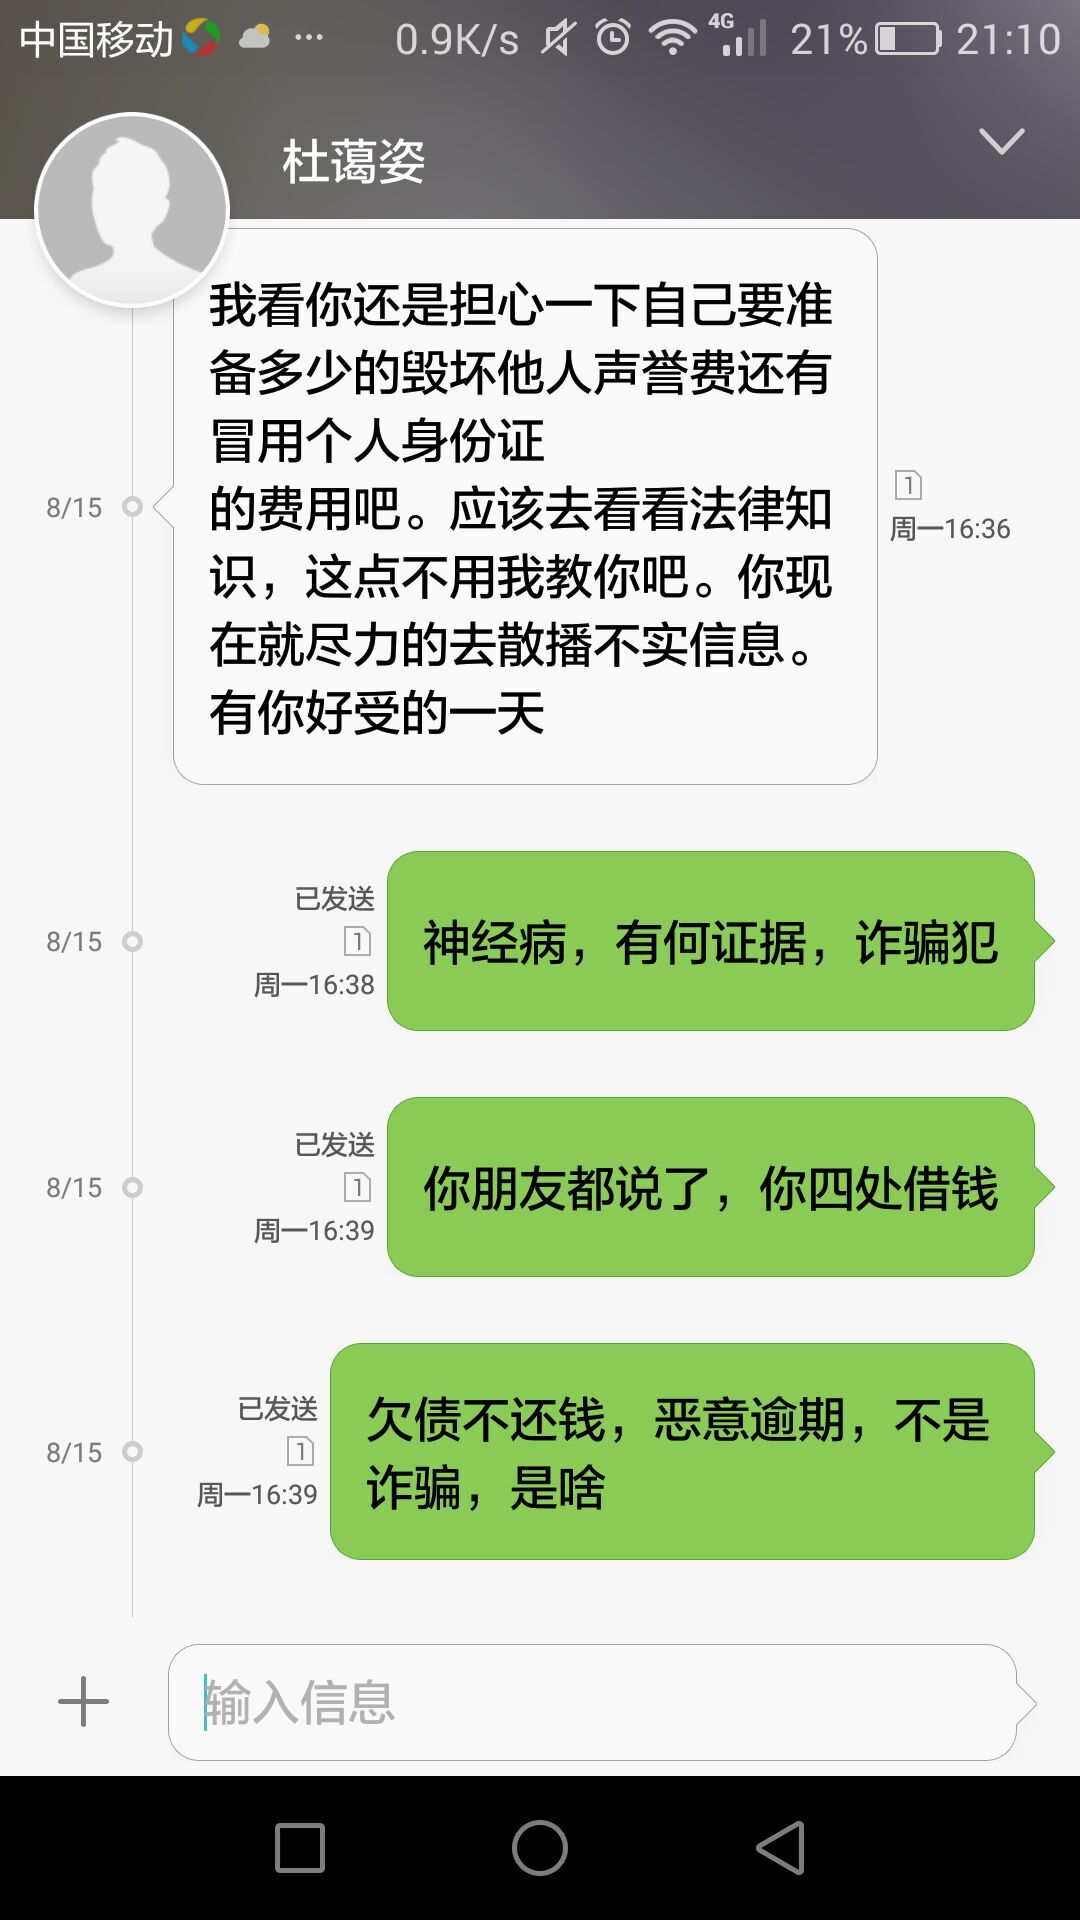 中国移动 ... 0.9K/s 4G 21% 21:10
杜蔼姿
我看你还是担心一下自己要准
备多少的毁坏他人声誉费还有
冒用个人身份证
的费用吧。应该去看看法律知
识，这点不用我教你吧。你现
在就尽力的去散播不实信息。
有你好受的一天
8/15
1
周一16:36
已发送
8/15
1
周一16:38
神经病，有何证据，诈骗犯
已发送
8/15
1
周一16:39
你朋友都说了，你四处借钱
已发送
8/15
1
周一16:39
欠债不还钱，恶意逾期，不是
诈骗，是啥
输入信息